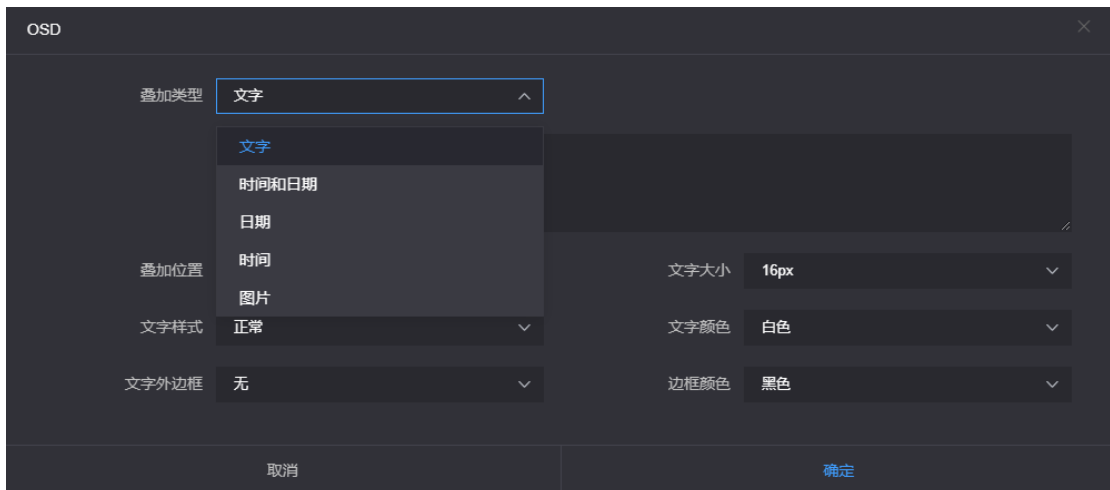 OSD
叠加类型 文字
文字
时间和日期
日期
时间
图片
叠加位置 文字大小 16px
文字样式 正常 文字颜色 白色
文字外边框 无 边框颜色 黑色
取消 确定